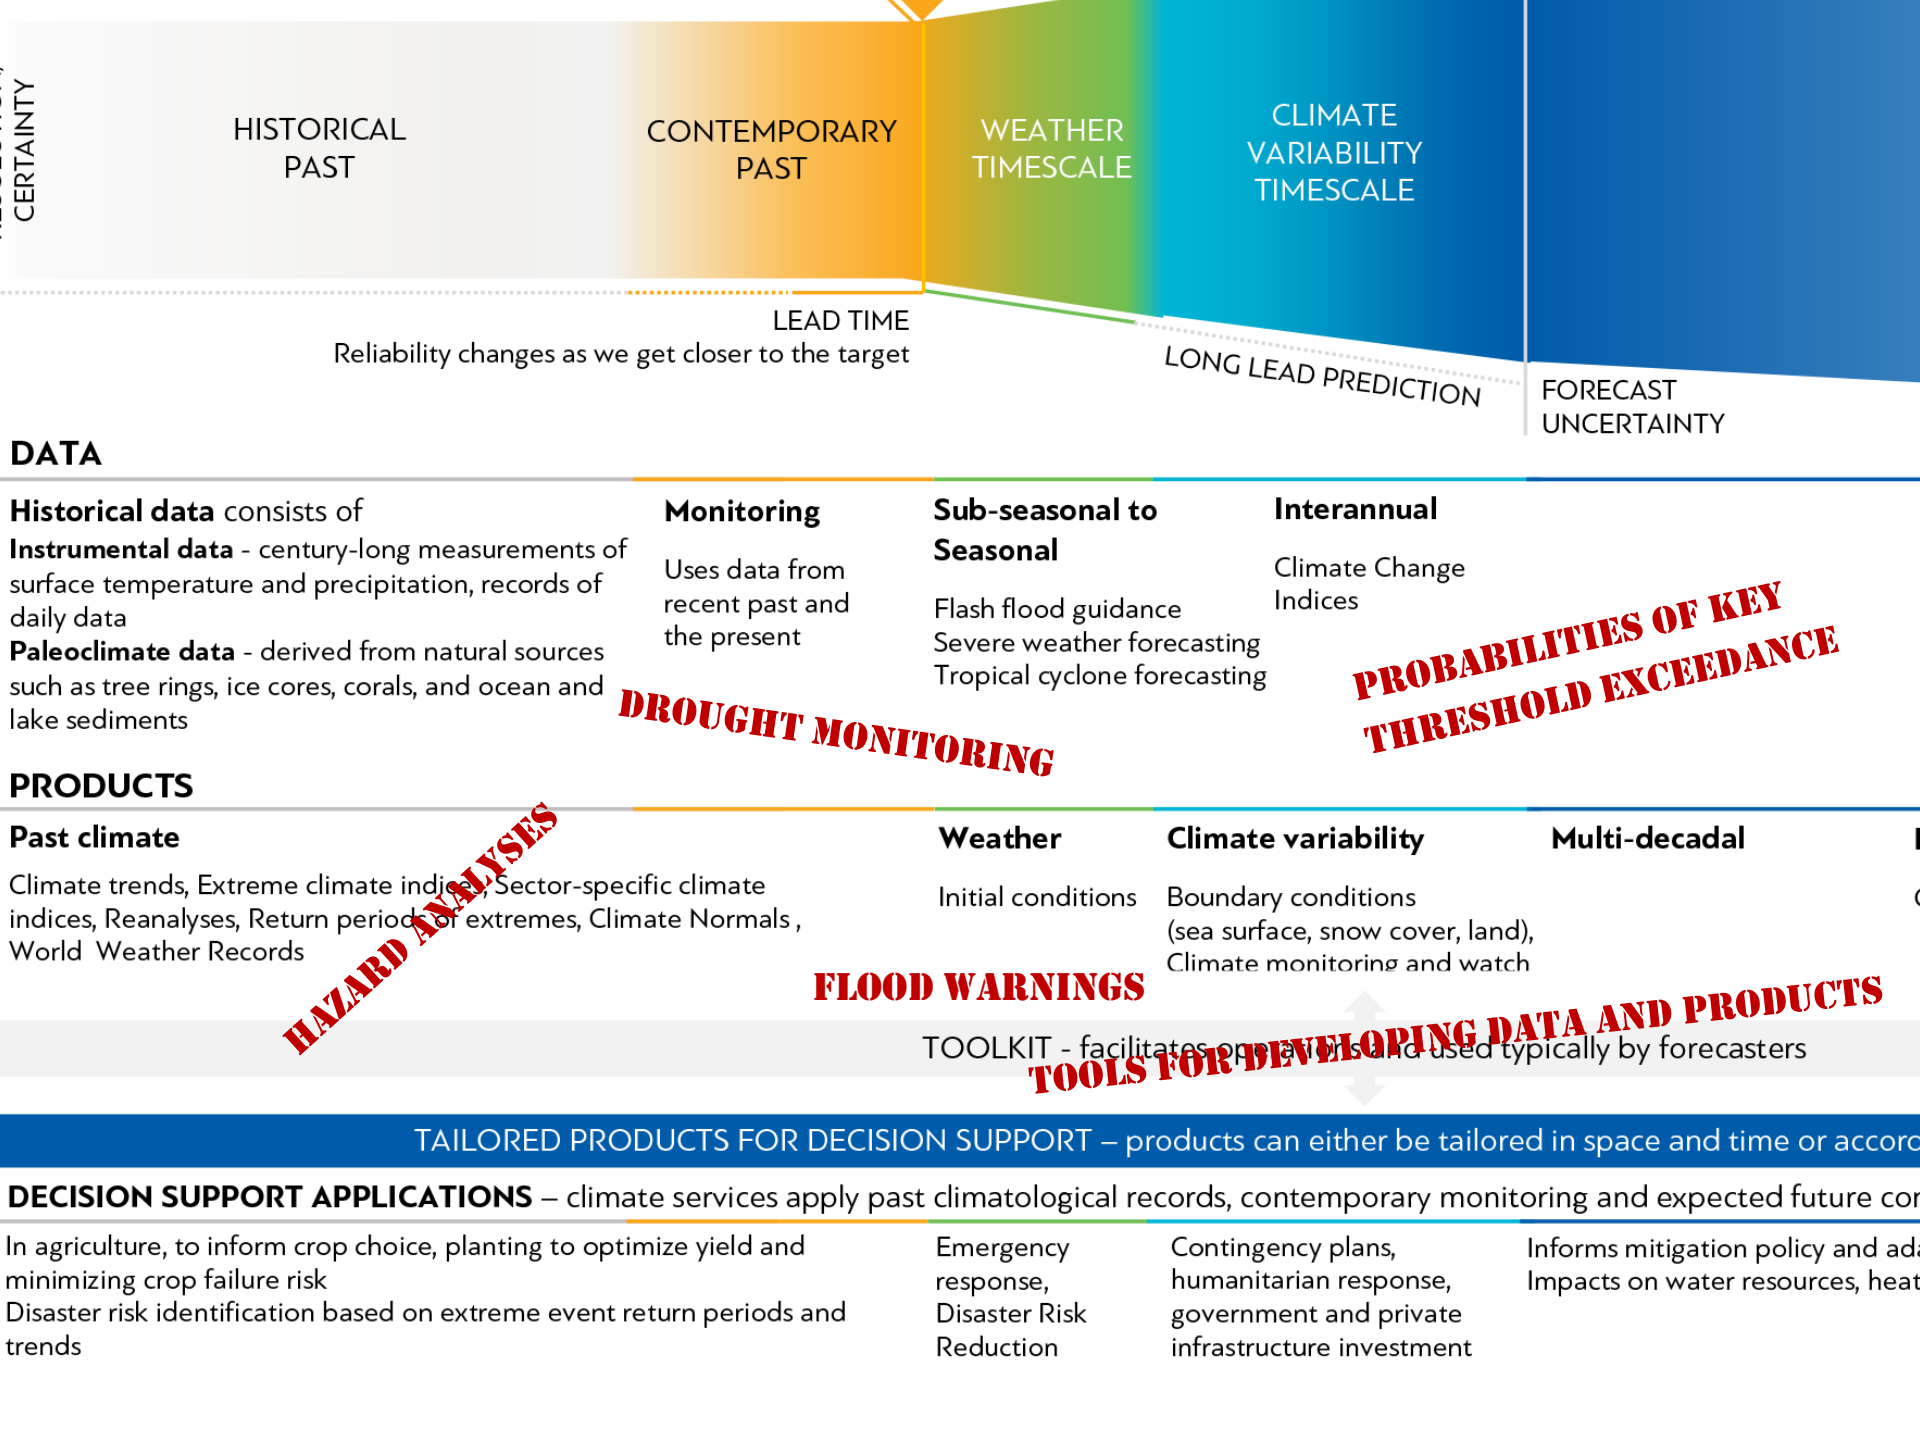 CERTAINTY
HISTORICAL
PAST
CONTEMPORARY
PAST
WEATHER
TIMESCALE
CLIMATE
VARIABILITY
TIMESCALE
LEAD TIME
Reliability changes as we get closer to the target
LONG LEAD PREDICTION
FORECAST
UNCERTAINTY
DATA
Historical data consists of
Instrumental data - century-long measurements of
surface temperature and precipitation, records of
daily data
Paleoclimate data - derived from natural sources
such as tree rings, ice cores, corals, and ocean and
lake sediments
Monitoring
Uses data from
recent past and
the present
Sub-seasonal to
Seasonal
Flash flood guidance
Severe weather forecasting
Tropical cyclone forecasting
Interannual
Climate Change
Indices
PROBABILITIES OF KEY
THRESHOLD EXCEEDANCE
DROUGHT MONITORING
PRODUCTS
Past climate
Climate trends, Extreme climate indices, Sector-specific climate
indices, Reanalyses, Return periods of extremes, Climate Normals ,
World Weather Records
HAZARD ANALYSES
Weather
Initial conditions
Climate variability
Boundary conditions
(sea surface, snow cover, land),
Climate monitoring and watch
Multi-decadal
FLOOD WARNINGS
TOOLKIT - facilitates operations and used typically by forecasters
TOOLS FOR DEVELOPING DATA AND PRODUCTS
TAILORED PRODUCTS FOR DECISION SUPPORT – products can either be tailored in space and time or
DECISION SUPPORT APPLICATIONS – climate services apply past climatological records, contemporary monitoring and expected future
In agriculture, to inform crop choice, planting to optimize yield and
minimizing crop failure risk
Disaster risk identification based on extreme event return periods and
trends
Emergency
response,
Disaster Risk
Reduction
Contingency plans,
humanitarian response,
government and private
infrastructure investment
Informs mitigation policy and
Impacts on water resources, heat